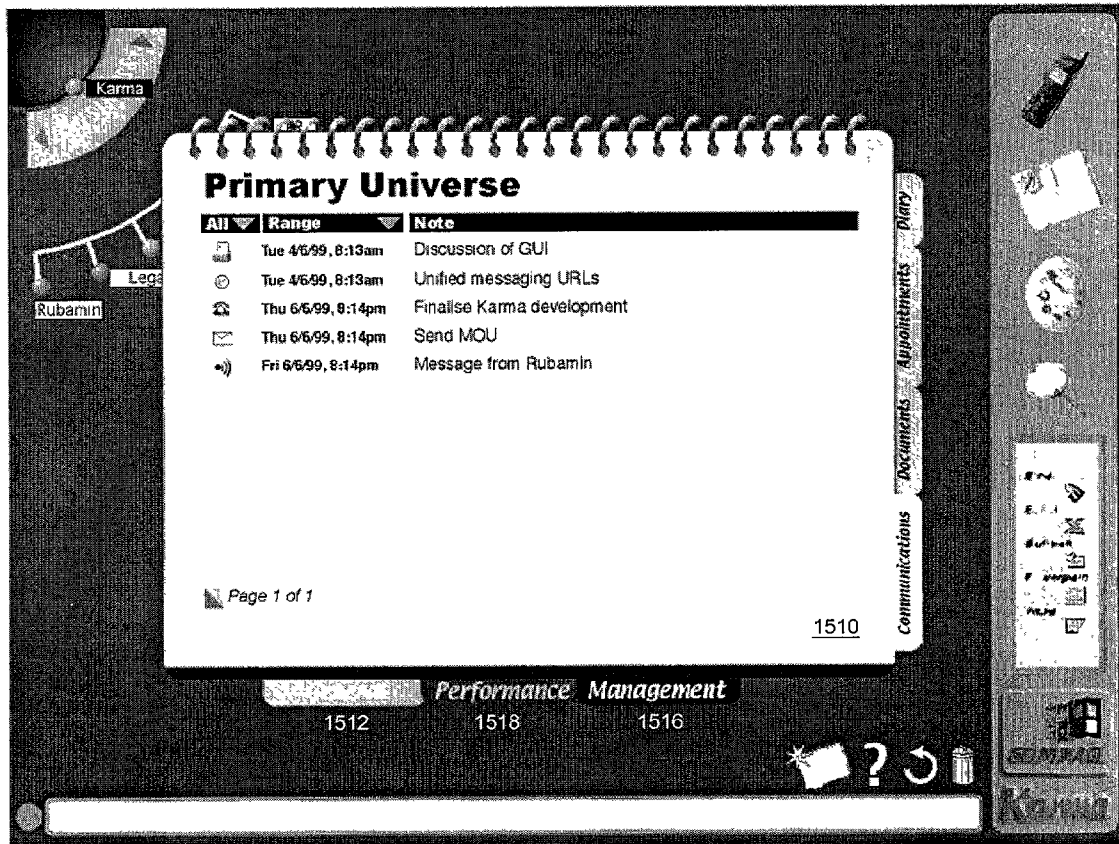 Karma
Primary Universe
All Range Note
Tue 4/6/99, 8:13am Discussion of GUI
Tue 4/6/99, 8:13am Unified messaging URLs
Thu 6/6/99, 8:14pm Finalise Karma development
Thu 6/6/99, 8:14pm Send MOU
Fri 6/6/99, 8:14pm Message from Rubamin
Lega
Rubamin
Diary
Appointments
Documents
Communications
Page 1 of 1
1510
Performance Management
1512 1518 1516
?
COMPAQ
Karma